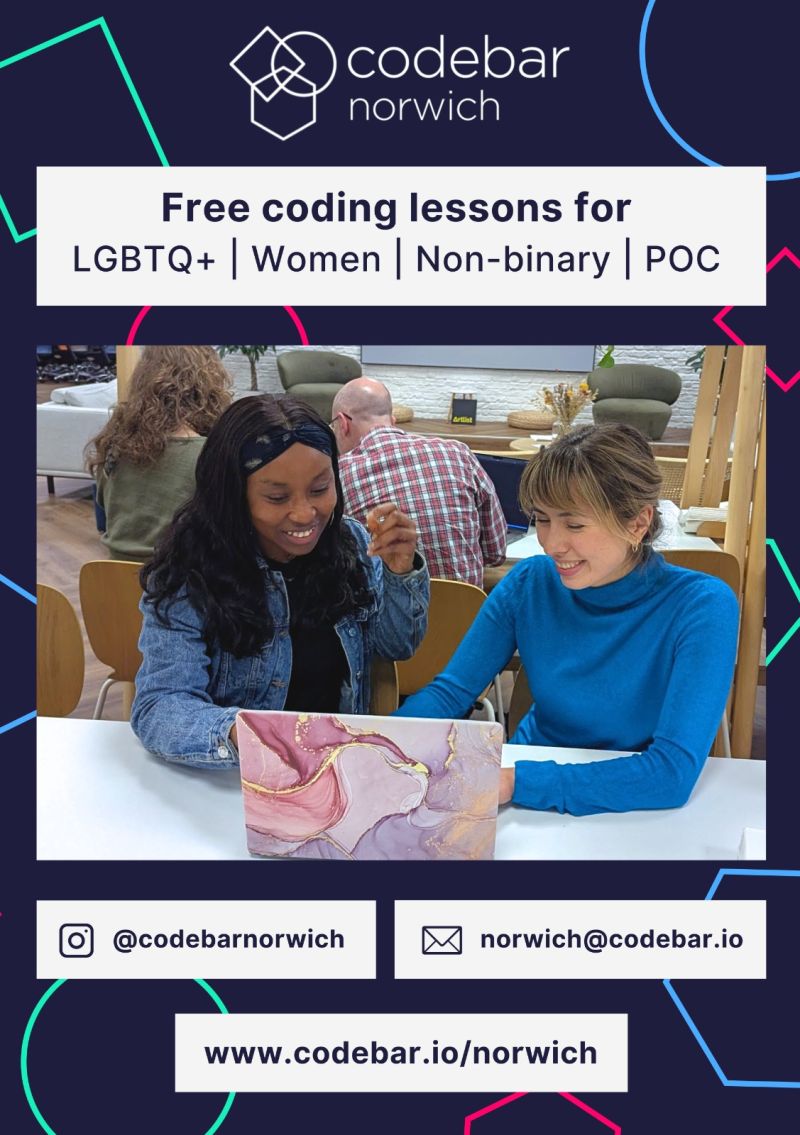 codebar
norwich
Free coding lessons for
LGBTQ+ | Women | Non-binary | POC
Artlist
@codebarnorwich
norwich@codebar.io
www.codebar.io/norwich